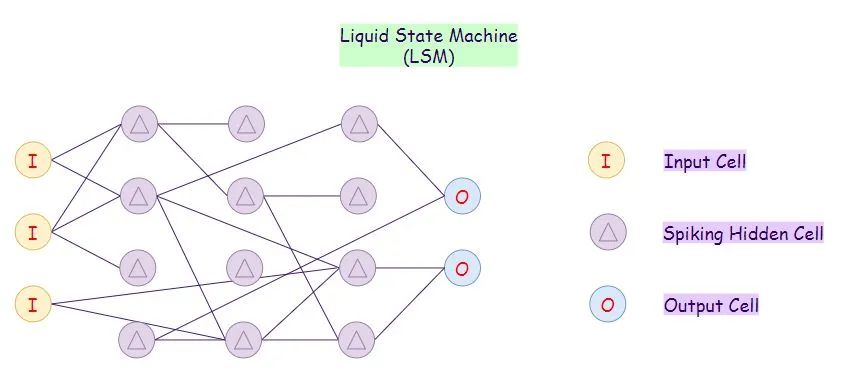 Liquid State Machine
(LSM)
I
I
I
O
O
I Input Cell
Spiking Hidden Cell
O Output Cell